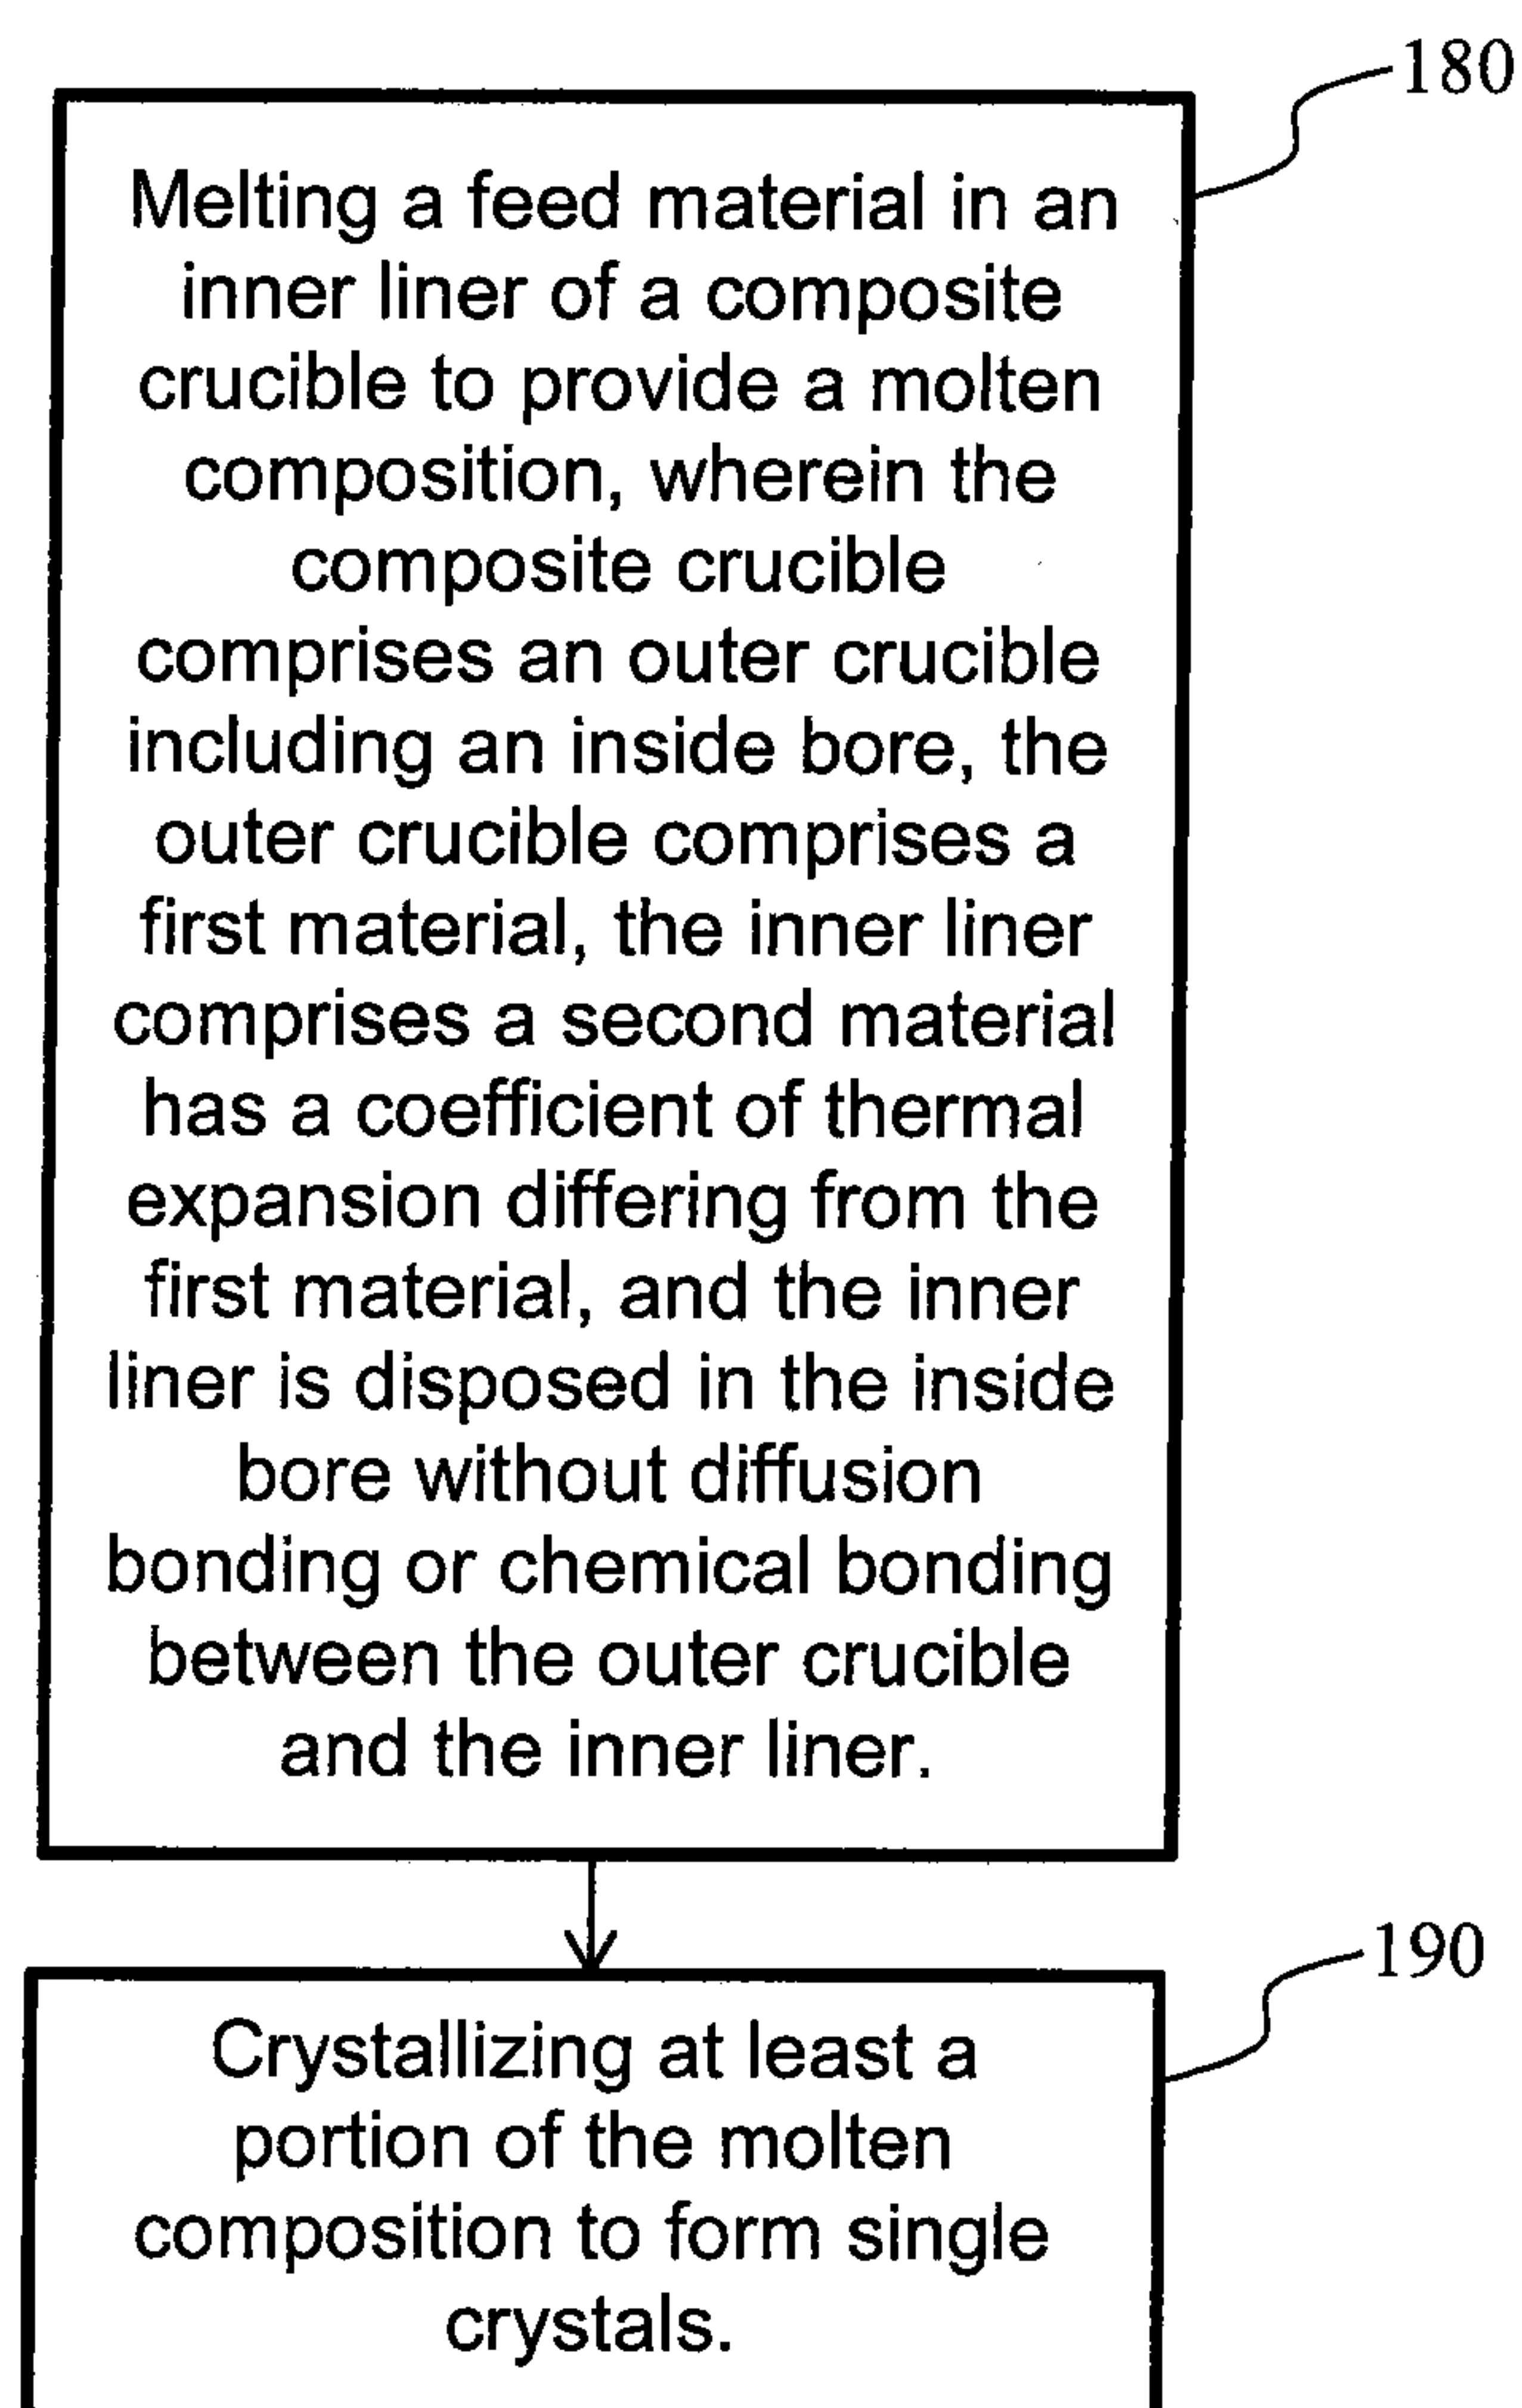 180
Melting a feed material in an
inner liner of a composite
crucible to provide a molten
composition, wherein the
composite crucible
comprises an outer crucible
including an inside bore, the
outer crucible comprises a
first material, the inner liner
comprises a second material
has a coefficient of thermal
expansion differing from the
first material, and the inner
liner is disposed in the inside
bore without diffusion
bonding or chemical bonding
between the outer crucible
and the inner liner.
190
Crystallizing at least a
portion of the molten
composition to form single
crystals.